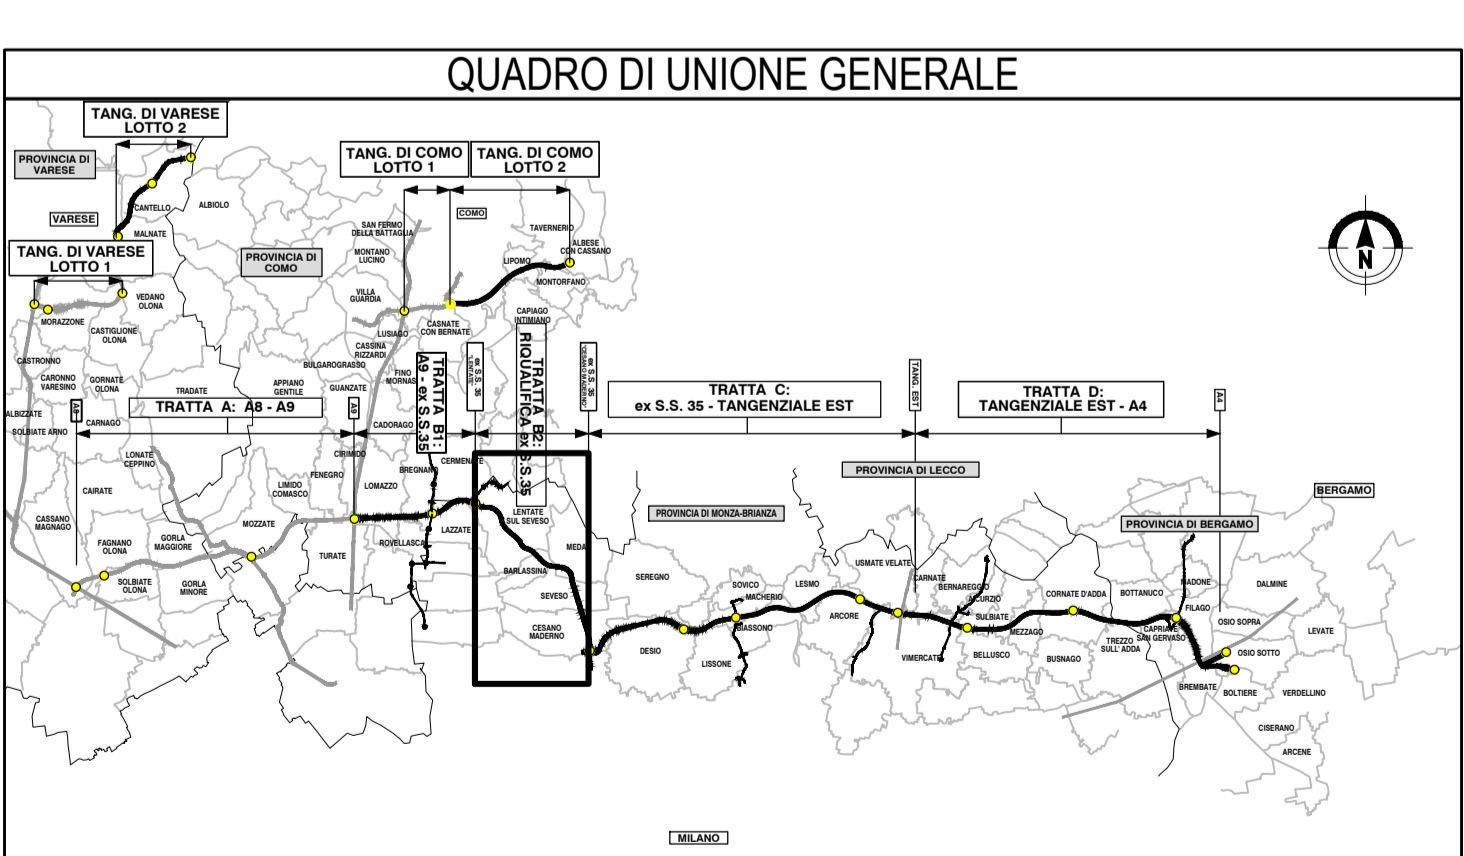 QUADRO DI UNIONE GENERALE
TANG. DI VARESE
LOTTO 2
PROVINCIA DI
VARESE
CANTELLO
ALBIOLO
VARESE
MALNATE
TANG. DI VARESE
LOTTO 1
PROVINCIA DI
COMO
TANG. DI COMO
LOTTO 1
TANG. DI COMO
LOTTO 2
COMO
SAN FERMO
DELLA BATTAGLIA
TAVERNERIO
ALBESE
CON CASSANO
MONTANO
LUCINO
LIPOMO
MONTORFANO
VILLA
GUARDIA
CAPIAGO
INTIMIANO
CASNATE
CON BERNATE
LUSIAGO
CASSINA
RIZZARDI
VEDANO
OLONA
MORAZZONE
CASTIGLIONE
OLONA
CASTRONNO
CARONNO
VARESINO
GORNATE
OLONA
TRADATE
APPIANO
GENTILE
BULGAROGRASSO
GUANZATE
FINO
MORNAS
ALBIZZATE
SOLBIATE ARNO
CARNAGO
A8
TRATTA A: A8 - A9
A9
CADORAGO
TRATTA B1:
A9 - ex S.S.35
ex S.S. 35
"LENTATE"
TRATTA B2:
RIQUALIFICA ex S.S.35
ex S.S. 35
"CESANO MADERNO"
TRATTA C:
ex S.S. 35 - TANGENZIALE EST
TANG. EST
TRATTA D:
TANGENZIALE EST - A4
A4
LONATE
CEPPINO
CIRIMIDO
FENEGRO
BREGNANO
CERMENATE
LIMIDO
COMASCO
LOMAZZO
CAIRATE
CASSANO
MAGNAGO
MOZZATE
FAGNANO
OLONA
GORLA
MAGGIORE
SOLBIATE
OLONA
GORLA
MINORE
TURATE
ROVELLASCA
LAZZATE
LENTATE
SUL SEVESO
MEDA
BARLASSINA
SEVESO
CESANO
MADERNO
PROVINCIA DI MONZA-BRIANZA
PROVINCIA DI LECCO
PROVINCIA DI BERGAMO
BERGAMO
SEREGNO
DESIO
LISSONE
SOVICO
MACHERIO
BIASSONO
LESMO
ARCORE
USMATE VELATE
CARNATE
BERNAREGGIO
AICURZIO
SULBIATE
MEZZAGO
VIMERCATE
BELLUSCO
BUSNAGO
CORNATE D'ADDA
BOTTANUCO
TREZZO
SULL' ADDA
CAPRIATE
SAN GERVASO
MADONE
FILAGO
DALMINE
OSIO SOPRA
OSIO SOTTO
LEVATE
BREMBATE
BOLTIERE
VERDELLINO
CISERANO
ARCENE
N
MILANO